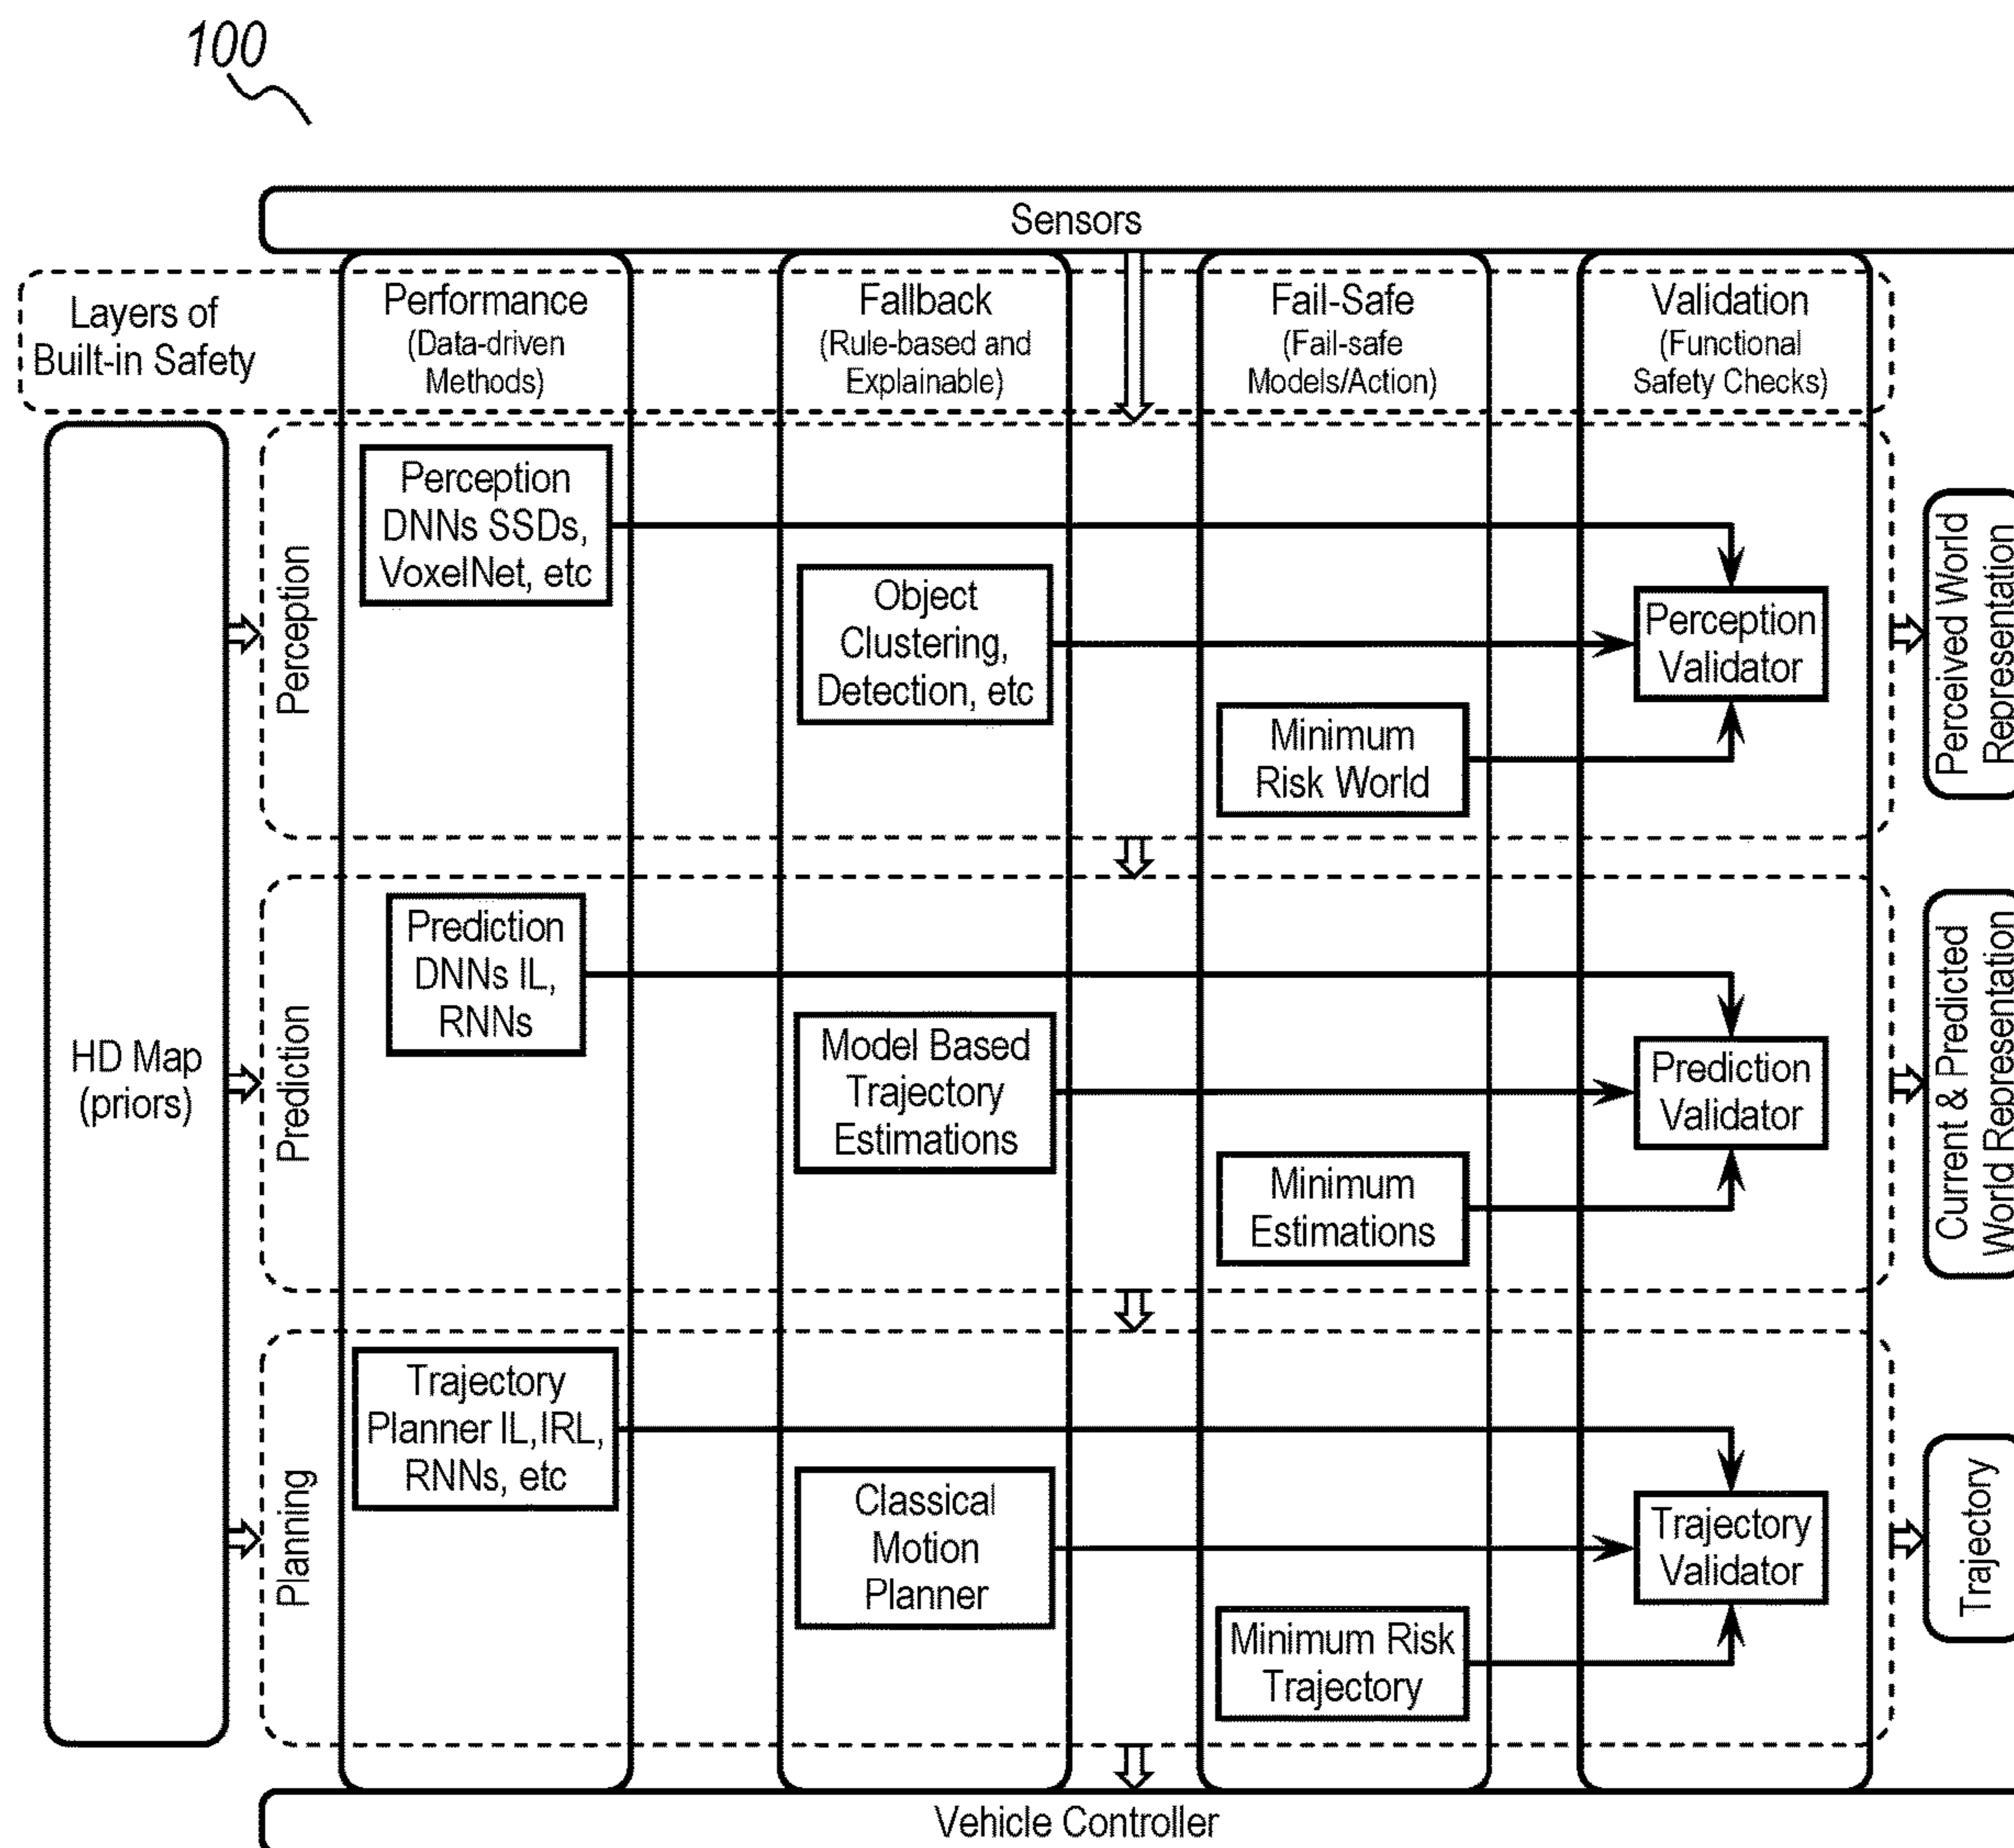 100
Sensors
Layers of
Built-in Safety
Performance
(Data-driven
Methods)
Fallback
(Rule-based and
Explainable)
Fail-Safe
(Fail-safe
Models/Action)
Validation
(Functional
Safety Checks)
HD Map
(priors)
Perception
Perception
DNNs SSDs,
VoxelNet, etc
Object
Clustering,
Detection, etc
Minimum
Risk World
Perception
Validator
Perceived World
Representation
Prediction
Prediction
DNNs IL,
RNNs
Model Based
Trajectory
Estimations
Minimum
Estimations
Prediction
Validator
Current & Predicted
World Representation
Planning
Trajectory
Planner IL, IRL,
RNNs, etc
Classical
Motion
Planner
Minimum Risk
Trajectory
Trajectory
Validator
Trajectory
Vehicle Controller